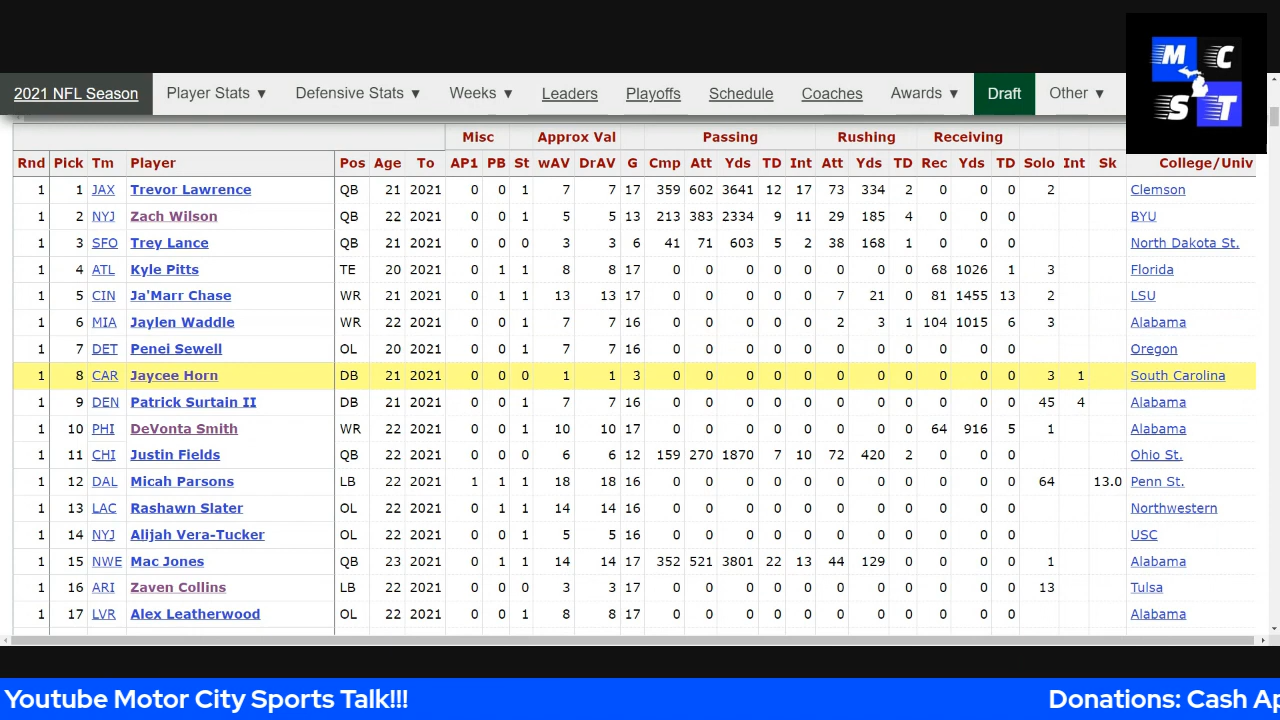 M C
S T
2021 NFL Season Player Stats ▼ Defensive Stats ▼ Weeks ▼ Leaders Playoffs Schedule Coaches Awards ▼ Draft Other ▼
Misc Approx Val Passing Rushing Receiving
Rnd Pick Tm Player Pos Age To AP1 PB St wAV DrAV G Cmp Att Yds TD Int Att Yds TD Rec Yds TD Solo Int Sk College/Univ
1 1 JAX Trevor Lawrence QB 21 2021 0 0 1 7 7 17 359 602 3641 12 17 73 334 2 0 0 0 2 Clemson
1 2 NYJ Zach Wilson QB 22 2021 0 0 1 5 5 13 213 383 2334 9 11 29 185 4 0 0 0 BYU
1 3 SFO Trey Lance QB 21 2021 0 0 0 3 3 6 41 71 603 5 2 38 168 1 0 0 0 North Dakota St.
1 4 ATL Kyle Pitts TE 20 2021 0 1 1 8 8 17 0 0 0 0 0 0 0 0 68 1026 1 3 Florida
1 5 CIN Ja'Marr Chase WR 21 2021 0 1 1 13 13 17 0 0 0 0 0 7 21 0 81 1455 13 2 LSU
1 6 MIA Jaylen Waddle WR 22 2021 0 0 1 7 7 16 0 0 0 0 0 2 3 1 104 1015 6 3 Alabama
1 7 DET Penei Sewell OL 20 2021 0 0 1 7 7 16 0 0 0 0 0 0 0 0 0 0 0 Oregon
1 8 CAR Jaycee Horn DB 21 2021 0 0 0 1 1 3 0 0 0 0 0 0 0 0 0 0 0 3 1 South Carolina
1 9 DEN Patrick Surtain II DB 21 2021 0 0 1 7 7 16 0 0 0 0 0 0 0 0 0 0 0 45 4 Alabama
1 10 PHI DeVonta Smith WR 22 2021 0 0 1 10 10 17 0 0 0 0 0 0 0 0 64 916 5 1 Alabama
1 11 CHI Justin Fields QB 22 2021 0 0 0 6 6 12 159 270 1870 7 10 72 420 2 0 0 0 Ohio St.
1 12 DAL Micah Parsons LB 22 2021 1 1 1 18 18 16 0 0 0 0 0 0 0 0 0 0 0 64 13.0 Penn St.
1 13 LAC Rashawn Slater OL 22 2021 0 1 1 14 14 16 0 0 0 0 0 0 0 0 0 0 0 Northwestern
1 14 NYJ Alijah Vera-Tucker OL 22 2021 0 0 1 5 5 16 0 0 0 0 0 0 0 0 0 0 0 USC
1 15 NWE Mac Jones QB 23 2021 0 1 1 14 14 17 352 521 3801 22 13 44 129 0 0 0 0 1 Alabama
1 16 ARI Zaven Collins LB 22 2021 0 0 0 3 3 17 0 0 0 0 0 0 0 0 0 0 0 13 Tulsa
1 17 LVR Alex Leatherwood OL 22 2021 0 0 1 8 8 17 0 0 0 0 0 0 0 0 0 0 0 Alabama
Youtube Motor City Sports Talk!!! Donations: Cash Ap